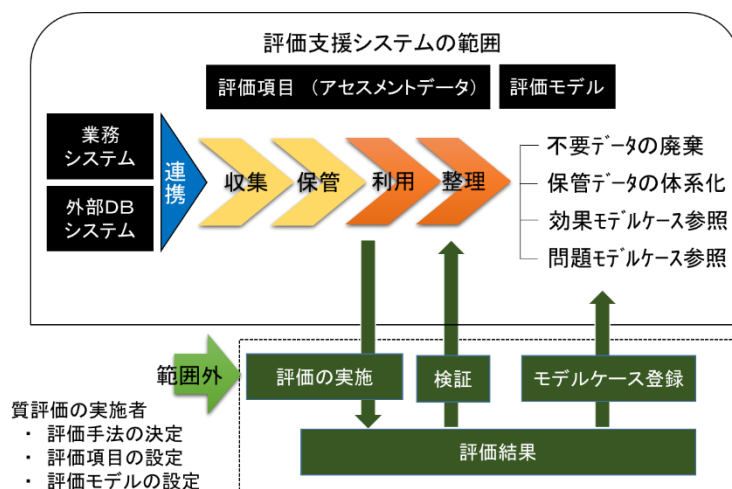 評価支援システムの範囲
評価項目 （アセスメントデータ）
評価モデル
業務
システム
外部DB
システム
連携
収集
保管
利用
整理
不要データの廃棄
保管データの体系化
効果モデルケース参照
問題モデルケース参照
範囲外
評価の実施
検証
モデルケース登録
評価結果
質評価の実施者
・ 評価手法の決定
・ 評価項目の設定
・ 評価モデルの設定